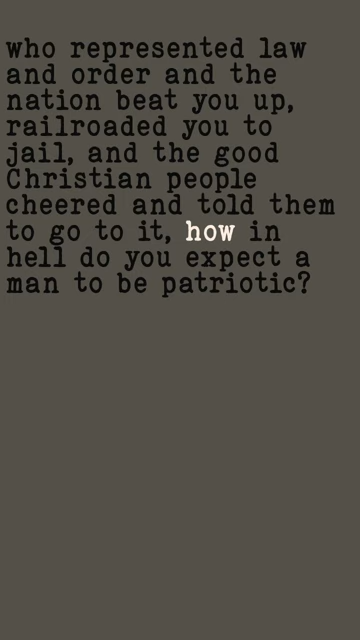 who represented law
and order and the
nation beat you up,
railroaded you to
jail, and the good
Christian people
cheered and told them
to go to it, how in
hell do you expect a
man to be patriotic?